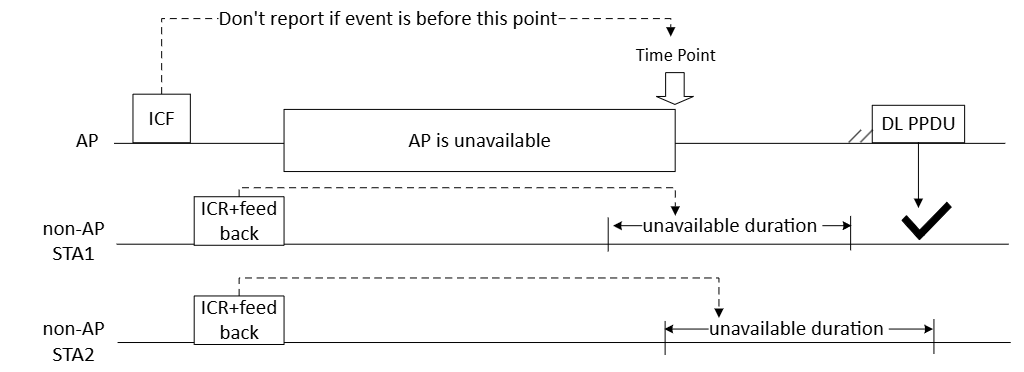 Don't report if event is before this point
Time Point
ICF
DL PPDU
AP
AP is unavailable
ICR+feed
back
unavailable duration
non-AP
STA1
ICR+feed
back
unavailable duration
non-AP
STA2